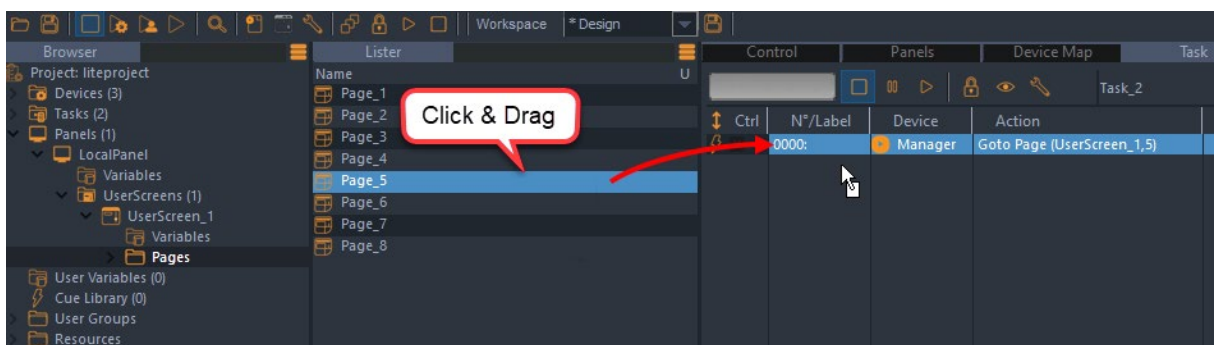 Workspace * Design
Browser
Project: liteproject
Devices (3)
Tasks (2)
Panels (1)
LocalPanel
Variables
UserScreens (1)
UserScreen_1
Variables
Pages
User Variables (0)
Cue Library (0)
User Groups
Resources
Lister
Name U
Page_1
Page_2
Page_3
Page_4
Page_5
Page_6
Page_7
Page_8
Click & Drag
Control Panels Device Map Task
Task_2
Ctrl N°/Label Device Action
0000: Manager Goto Page (UserScreen_1,5)